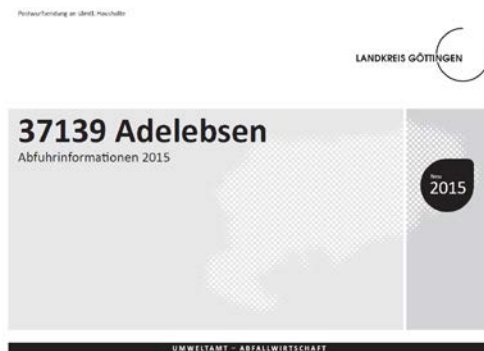 Postwurfsendung an sämtl. Haushalte
LANDKREIS GÖTTINGEN
37139 Adelebsen
Abfuhrinformationen 2015
Neu
2015
UMWELTAMT – ABFALLWIRTSCHAFT